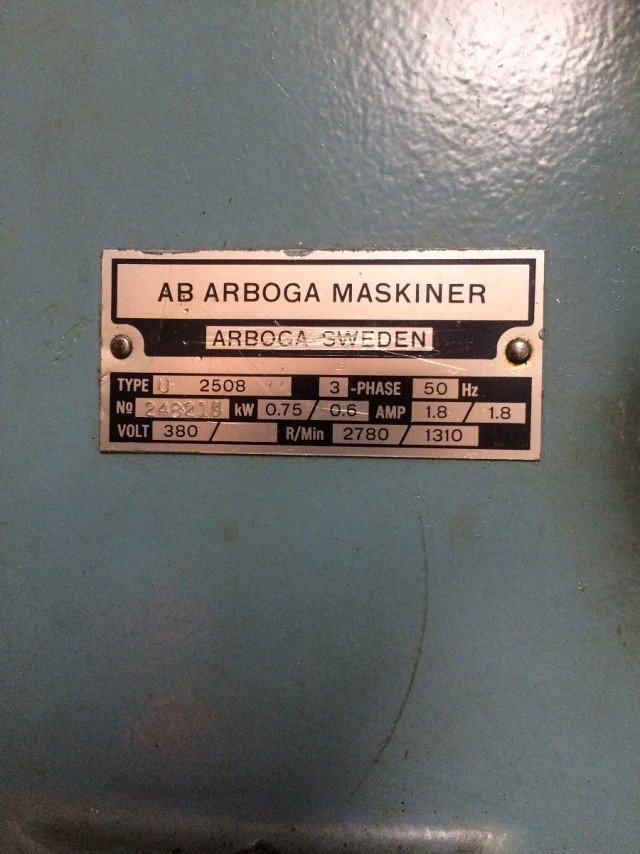 AB ARBOGA MASKINER
ARBOGA SWEDEN
TYPE U 2508 3 -PHASE 50 Hz
No kW 0.75 / 0.6 AMP 1.8 / 1.8
VOLT 380 / R/Min 2780 / 1310